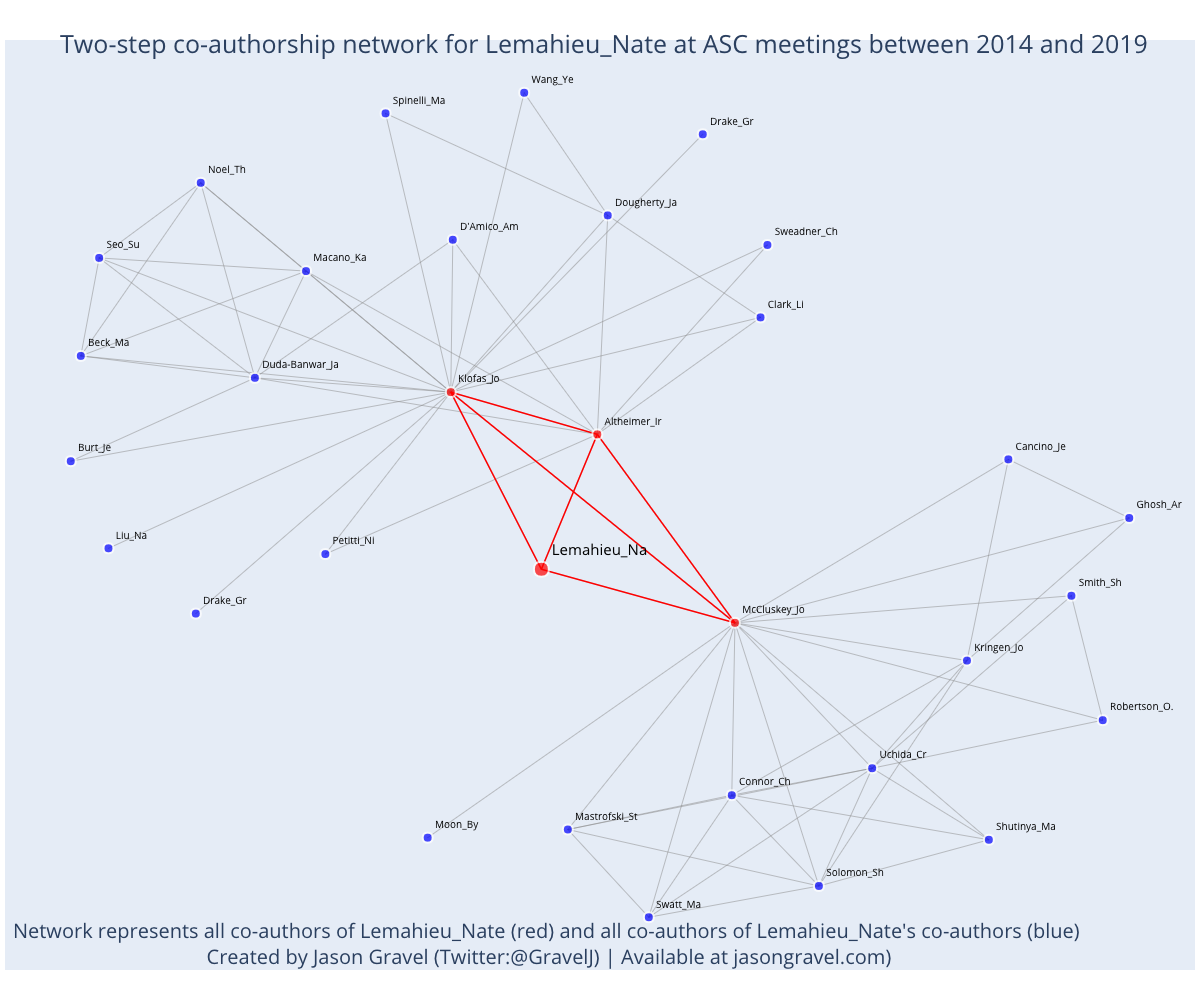 Two-step co-authorship network for Lemahieu_Nate at ASC meetings between 2014 and 2019
Wang_Ye
Spinelli_Ma
Drake_Gr
Noel_Th
Dougherty_Ja
D'Amico_Am
Sweadner_Ch
Seo_Su
Macano_Ka
Clark_Li
Beck_Ma
Duda-Banwar_Ja
Klofas_Jo
Altheimer_Ir
Burt_Je
Cancino_Je
Ghosh_Ar
Liu_Na
Petitti_Ni
Lemahieu_Na
Smith_Sh
Drake_Gr
McCluskey_Jo
Kringen_Jo
Robertson_O.
Uchida_Cr
Connor_Ch
Mastrofski_St
Moon_By
Shutinya_Ma
Solomon_Sh
Swatt_Ma
Network represents all co-authors of Lemahieu_Nate (red) and all co-authors of Lemahieu_Nate's co-authors (blue)
Created by Jason Gravel (Twitter:@GravelJ) | Available at jasongravel.com)